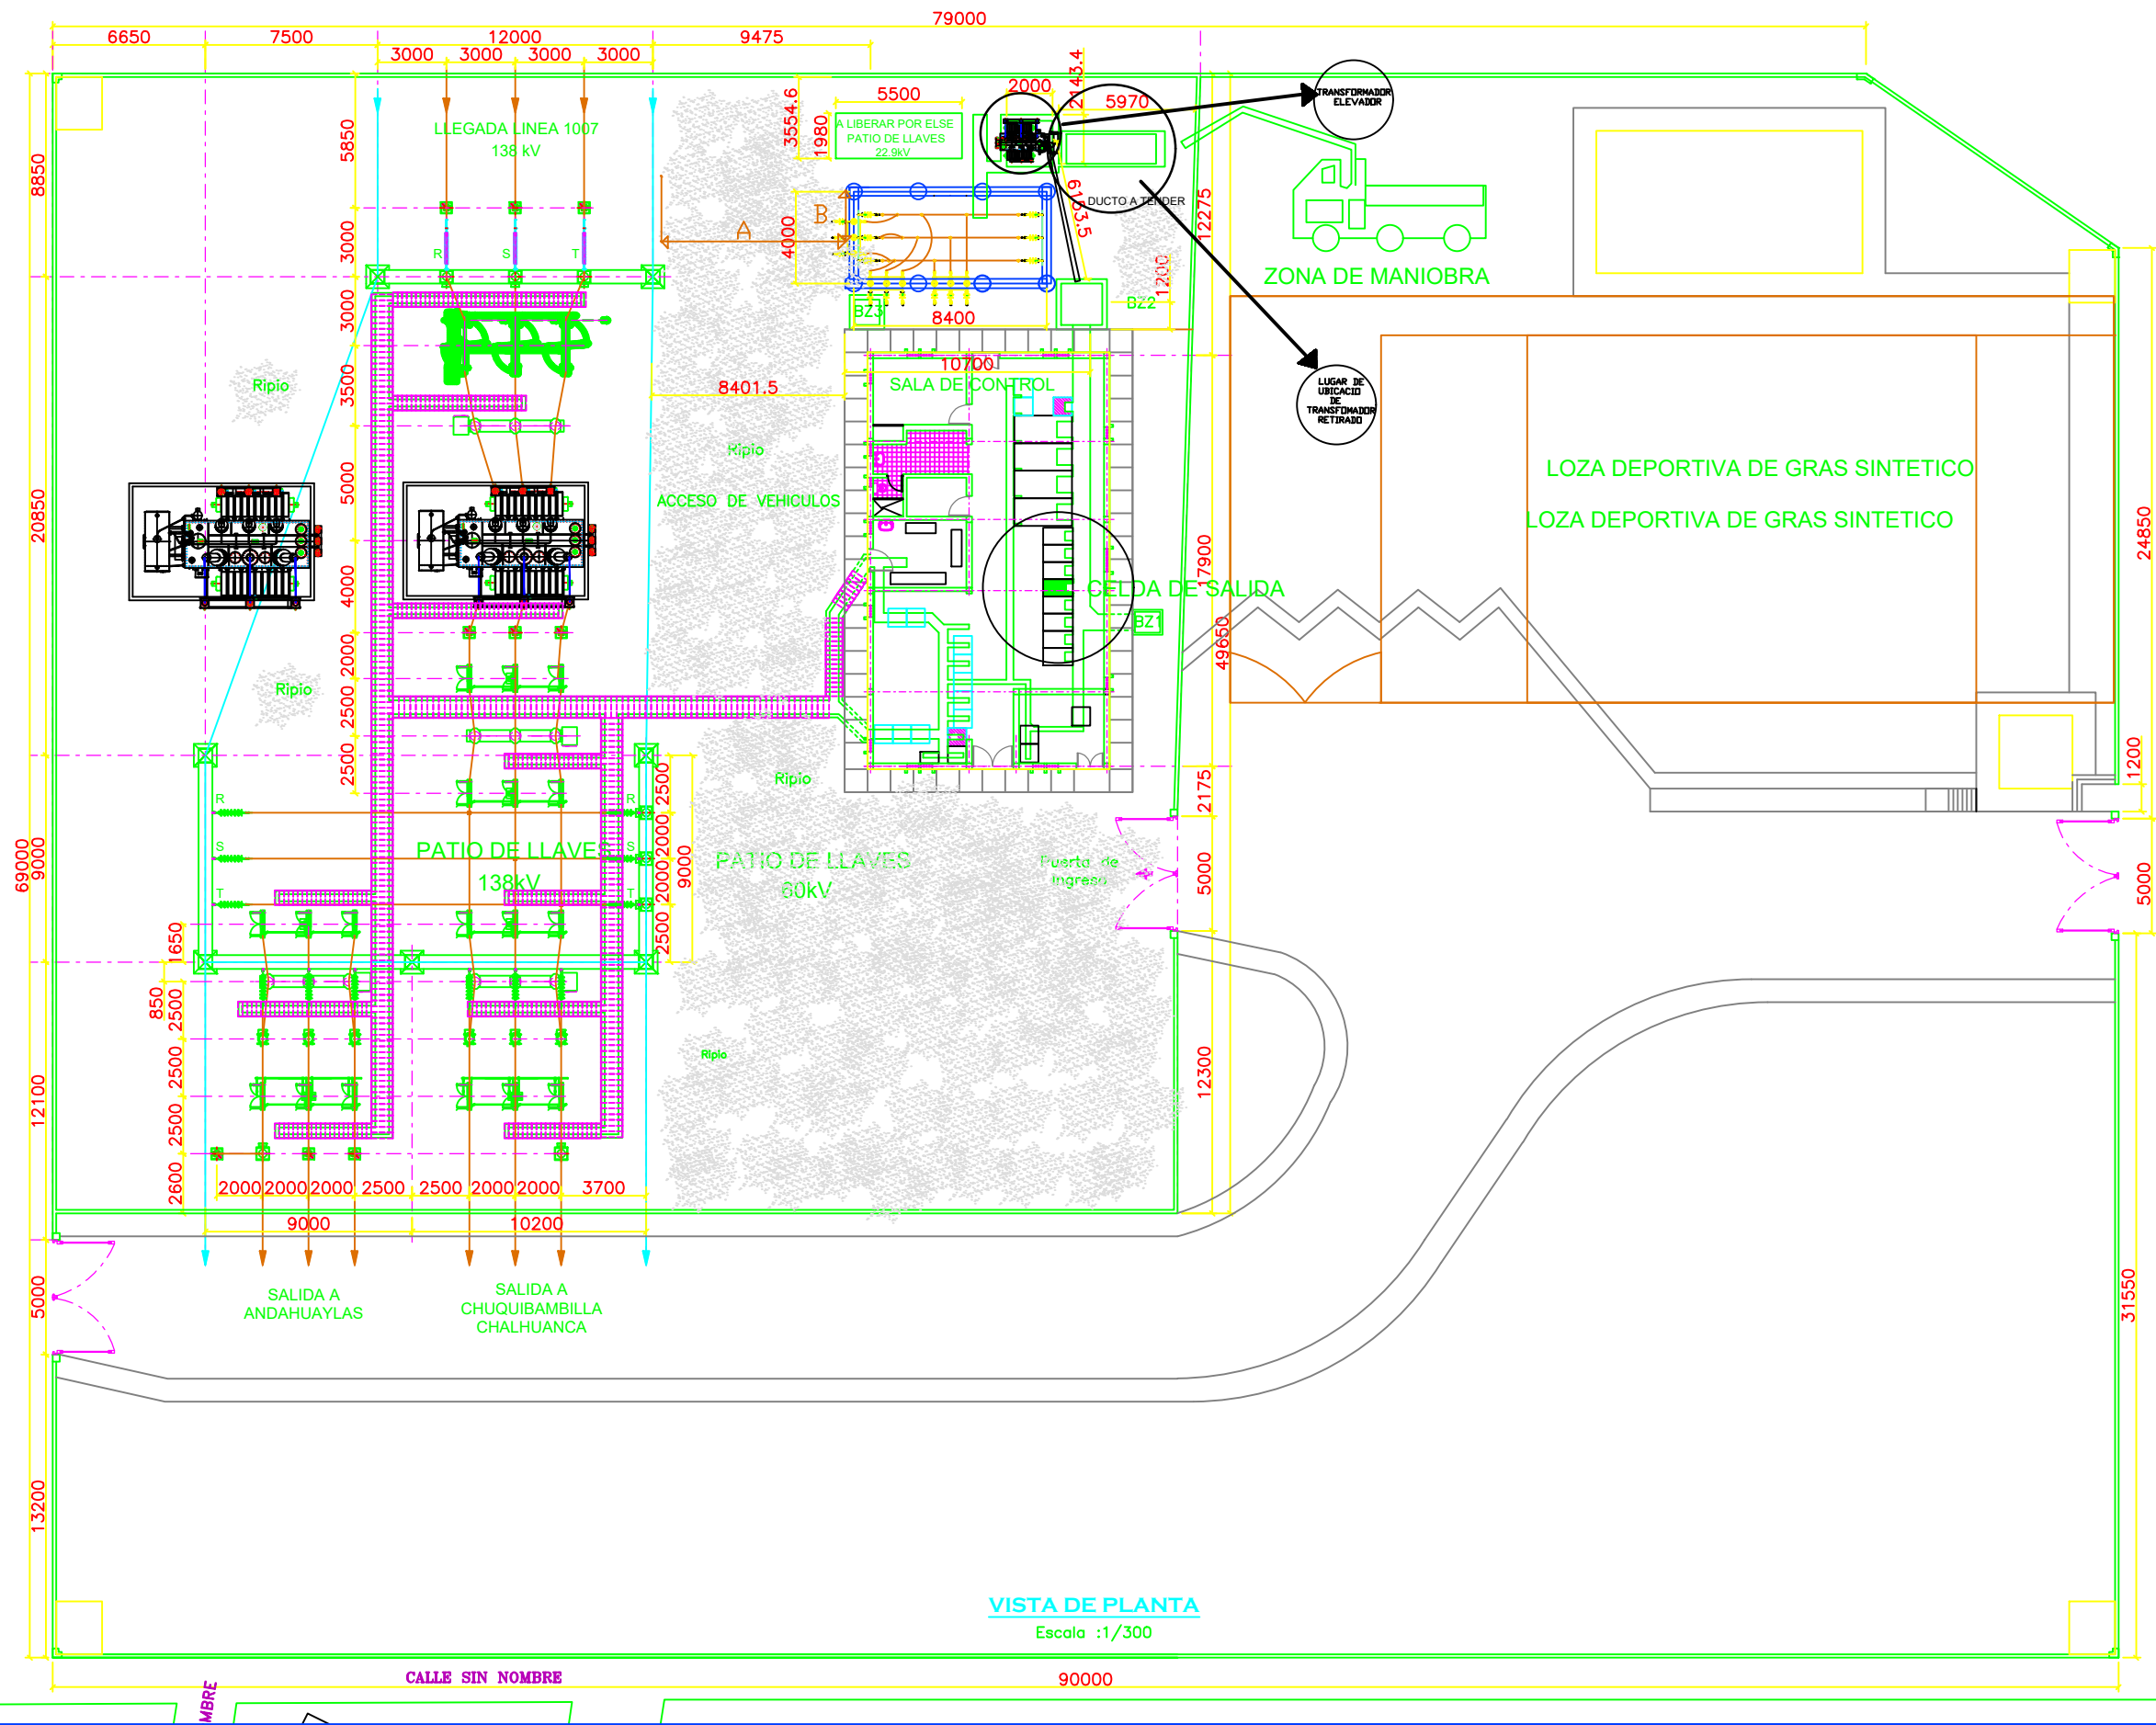 79000
6650
7500
12000
9475
3000
3000
3000
3000
2143.4
2000
5970
5500
3554.6
1980
TRANSFORMADOR
ELEVADOR
5850
8850
LLEGADA LINEA 1007
138 kV
A LIBERAR POR ELSE
PATIO DE LLAVES
22.9kV
DUCTO A TENDER
12275
B
A
4000
3000
R
S
T
ZONA DE MANIOBRA
1200
BZ2
BZ3
8400
3000
10700
SALA DE CONTROL
8401.5
3500
Ripio
LUGAR DE
UBICACIO
DE
TRANSFOMADOR
RETIRADO
Ripio
LOZA DEPORTIVA DE GRAS SINTETICO
ACCESO DE VEHICULOS
LOZA DEPORTIVA DE GRAS SINTETICO
5000
20850
24850
17900
CELDA DE SALIDA
4000
BZ1
49650
2000
Ripio
2500
2500
Ripio
2500
2175
1200
R
R
2000
S
S
PATIO DE LLAVES
138kV
PATIO DE LLAVES
60kV
Puerta de
Ingreso
9000
69000
9000
2000
5000
5000
T
T
2500
1650
850
2500
2500
Ripio
12300
12100
2500
2600
2000
2000
2000
2500
2500
2000
2000
3700
9000
10200
5000
SALIDA A
ANDAHUAYLAS
SALIDA A
CHUQUIBAMBILLA
CHALHUANCA
31550
13200
VISTA DE PLANTA
Escala :1/300
CALLE SIN NOMBRE
90000
MBRE